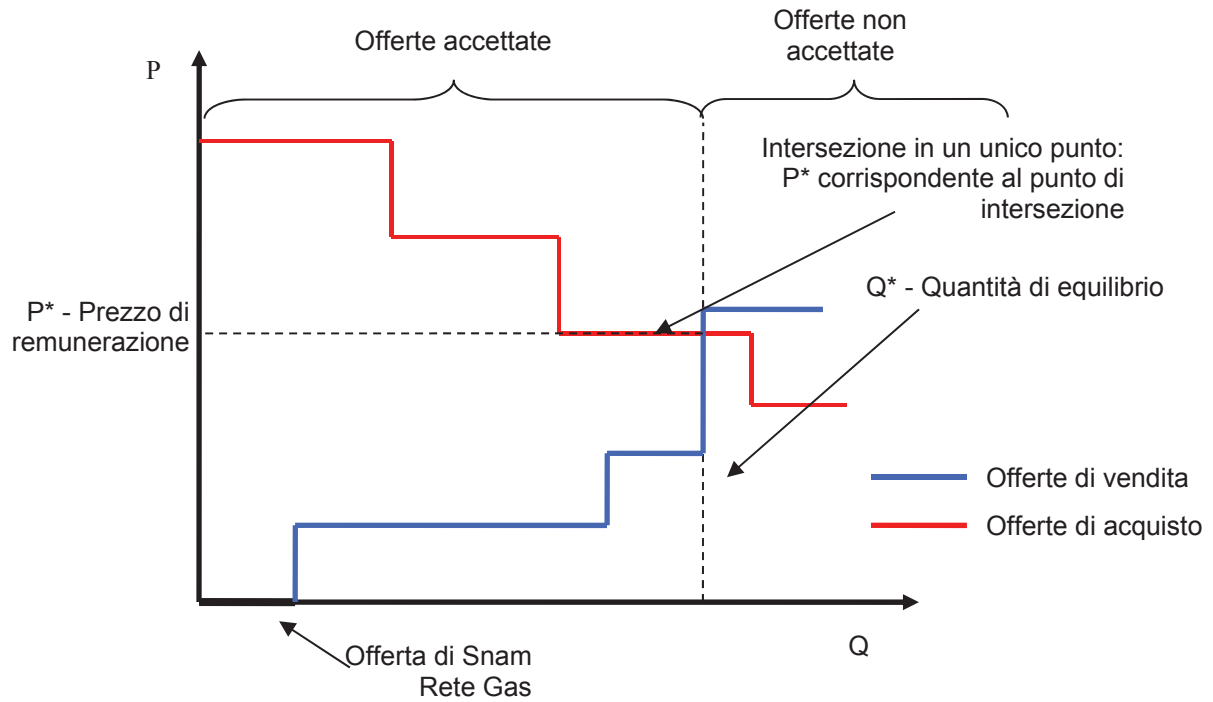 Offerte accettate
Offerte non
accettate
P
Intersezione in un unico punto:
P* corrispondente al punto di
intersezione
Q* - Quantità di equilibrio
P* - Prezzo di
remunerazione
Offerte di vendita
Offerte di acquisto
Q
Offerta di Snam
Rete Gas